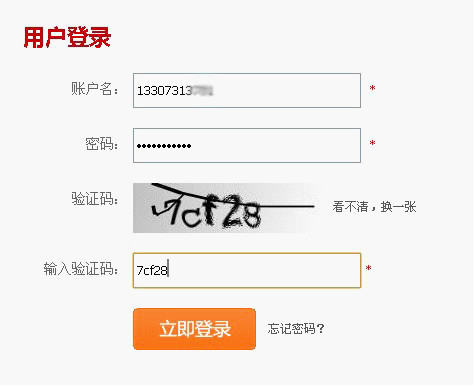 用户登录
账户名： 13307313 *
密码： ••••••••••• *
验证码： 7cf28 看不清，换一张
输入验证码： 7cf28 *
立即登录 忘记密码？